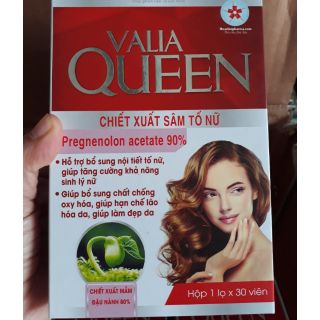 VALIA
QUEEN
CHIẾT XUẤT SÂM TỐ NỮ
Pregnenolon acetate 90%
• Hỗ trợ bổ sung nội tiết tố nữ,
giúp tăng cường khả năng
sinh lý nữ
• Giúp bổ sung chất chống
oxy hóa, giúp hạn chế lão
hóa da, giúp làm đẹp da
CHIẾT XUẤT MẦM
ĐẬU NÀNH 80%
Hộp 1 lọ x 30 viên